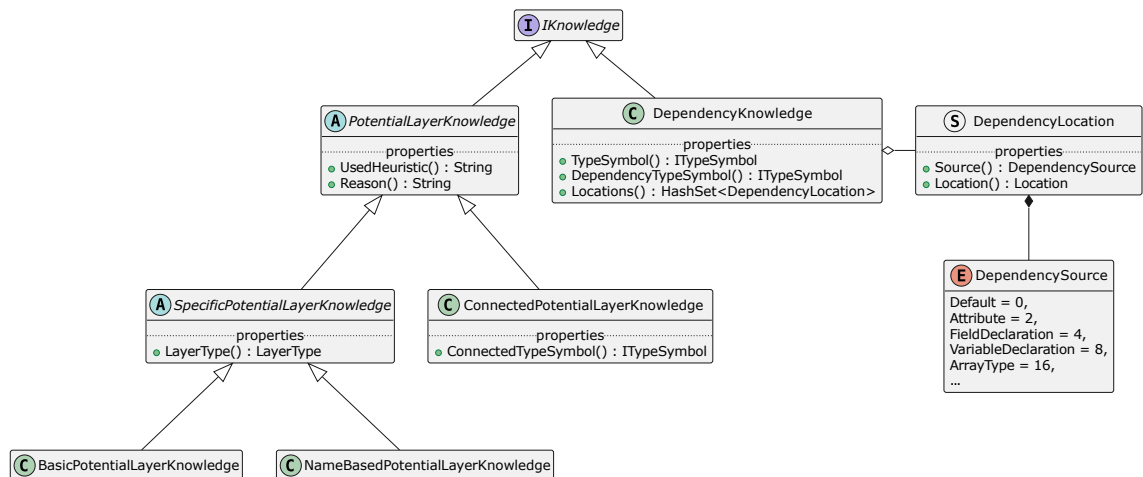 I IKnowledge
A PotentialLayerKnowledge
properties
UsedHeuristic() : String
Reason() : String
C DependencyKnowledge
properties
TypeSymbol() : ITypeSymbol
DependencyTypeSymbol() : ITypeSymbol
Locations() : HashSet<DependencyLocation>
S DependencyLocation
properties
Source() : DependencySource
Location() : Location
A SpecificPotentialLayerKnowledge
properties
LayerType() : LayerType
C ConnectedPotentialLayerKnowledge
properties
ConnectedTypeSymbol() : ITypeSymbol
E DependencySource
Default = 0,
Attribute = 2,
FieldDeclaration = 4,
VariableDeclaration = 8,
ArrayType = 16,
...
C BasicPotentialLayerKnowledge
C NameBasedPotentialLayerKnowledge